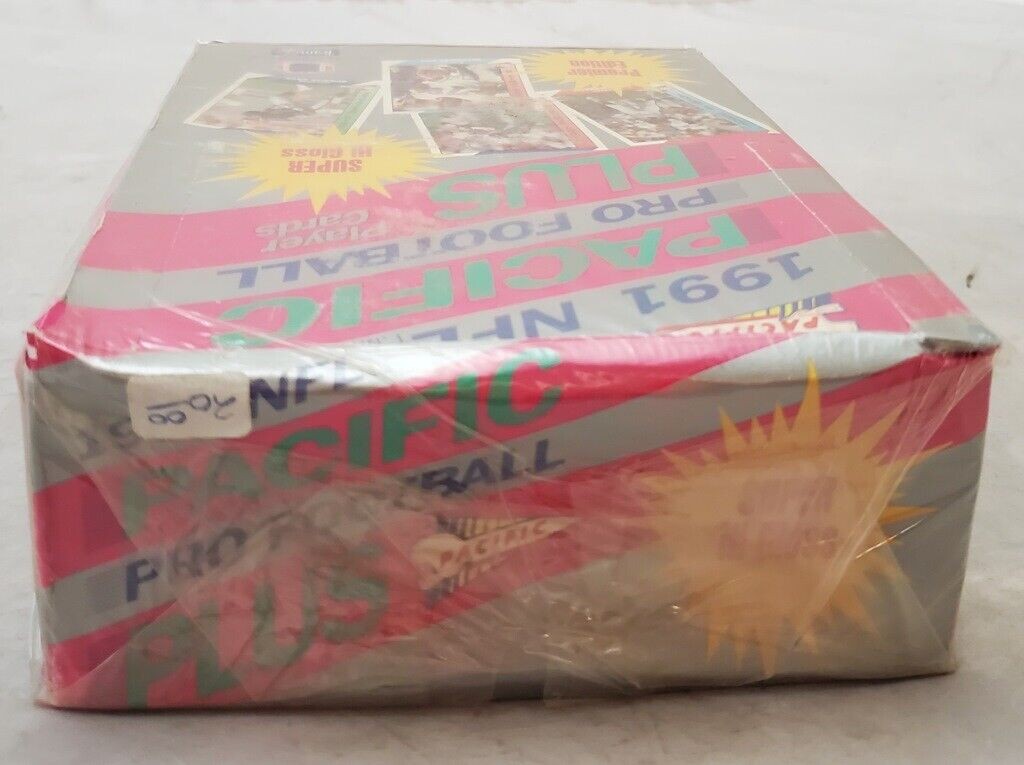 Premier
Edition
SUPER
Hi Gloss
PLUS
Player
Cards
PRO FOOTBALL
PACIFIC
1991 NFL
PACIFIC
20.00
NFL
PACIFIC
PRO FOOTBALL
PACIFIC
PLUS